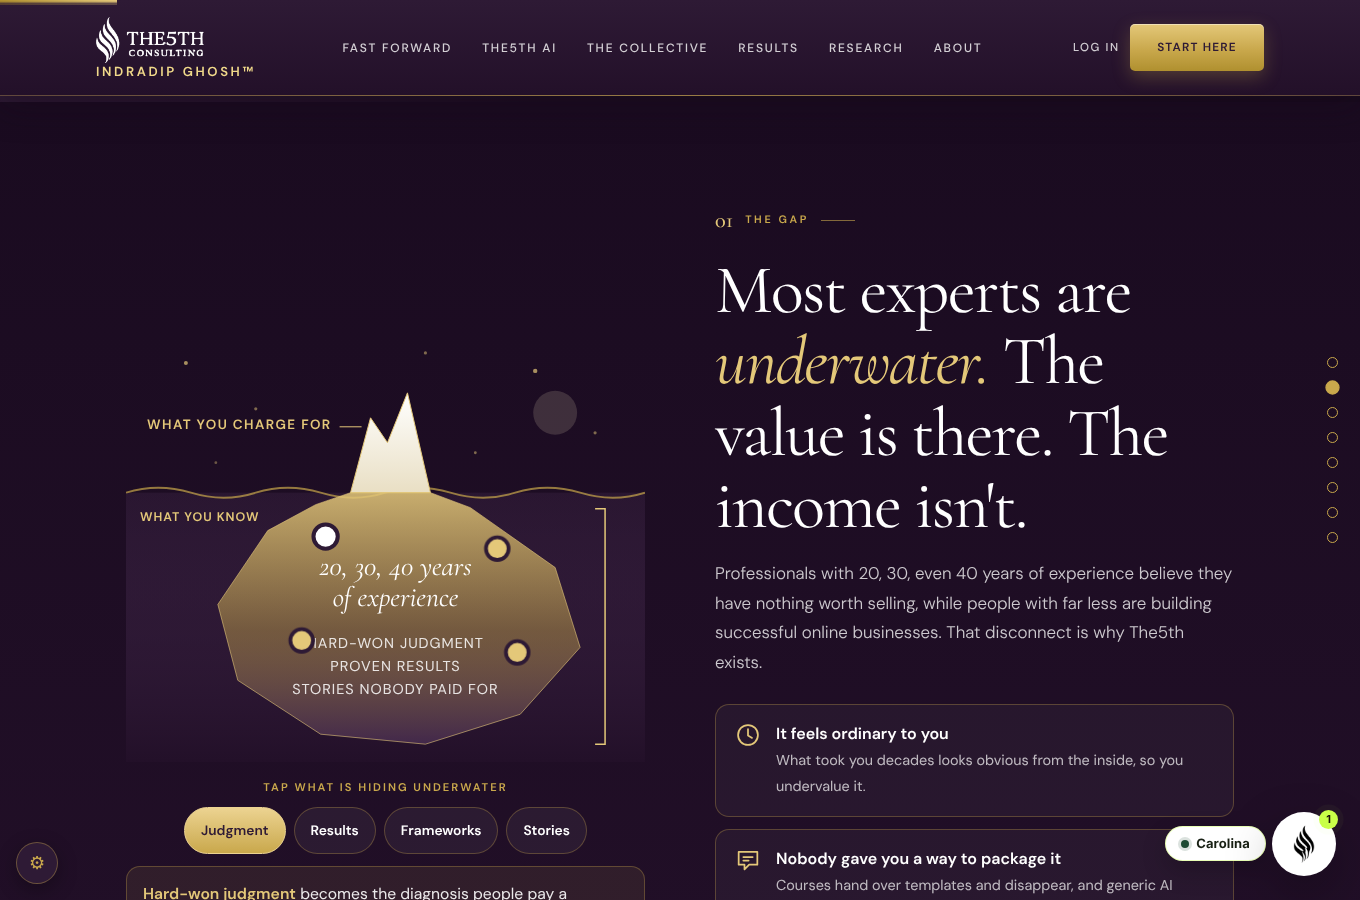 THE5TH
CONSULTING
INDRADIP GHOSH™
FAST FORWARD
THE5TH AI
THE COLLECTIVE
RESULTS
RESEARCH
ABOUT
LOG IN
START HERE
WHAT YOU CHARGE FOR
WHAT YOU KNOW
20, 30, 40 years
of experience
HARD-WON JUDGMENT
PROVEN RESULTS
STORIES NOBODY PAID FOR
TAP WHAT IS HIDING UNDERWATER
Judgment
Results
Frameworks
Stories
Hard-won judgment becomes the diagnosis people pay a
01 THE GAP
Most experts are
underwater. The
value is there. The
income isn't.
Professionals with 20, 30, even 40 years of experience believe they
have nothing worth selling, while people with far less are building
successful online businesses. That disconnect is why The5th
exists.
It feels ordinary to you
What took you decades looks obvious from the inside, so you
undervalue it.
Nobody gave you a way to package it
Courses hand over templates and disappear, and generic AI
Carolina
1